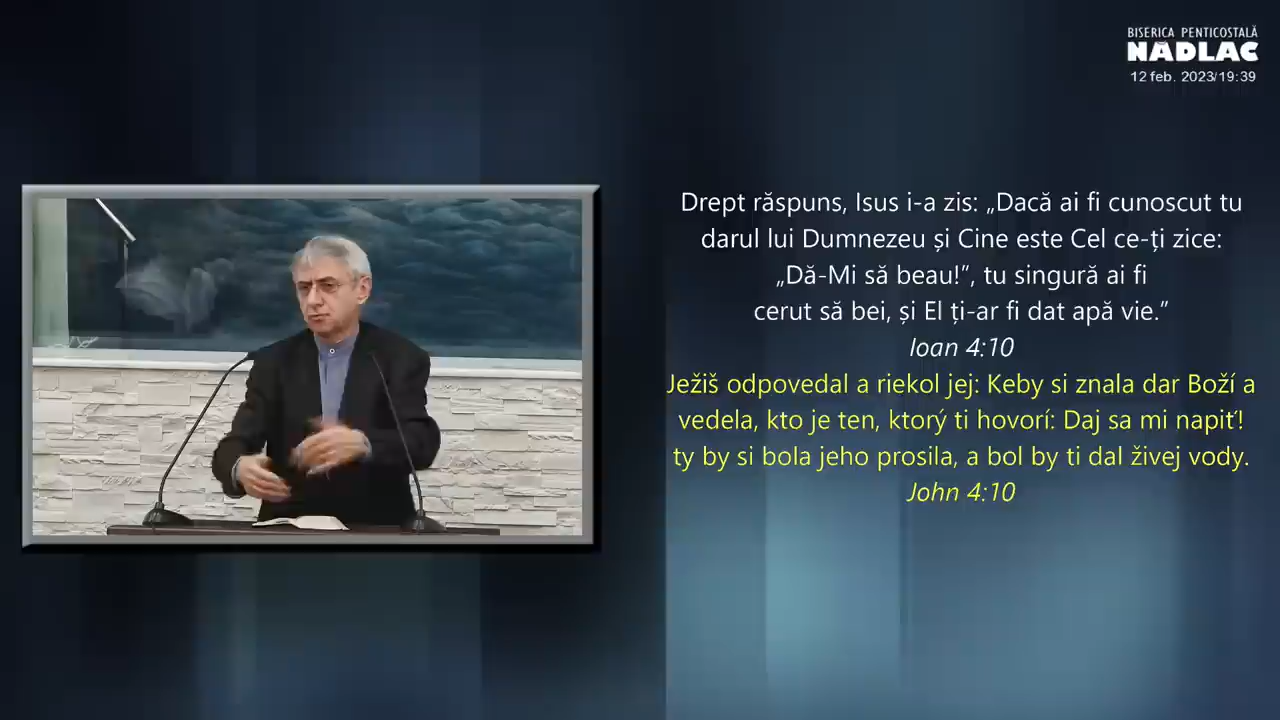 BISERICA PENTICOSTALĂ
NĂDLAC
12 feb. 2023/19:39
Drept răspuns, Isus i-a zis: „Dacă ai fi cunoscut tu
darul lui Dumnezeu și Cine este Cel ce-ți zice:
„Dă-Mi să beau!”, tu singură ai fi
cerut să bei, și El ți-ar fi dat apă vie.”
Ioan 4:10
Ježiš odpovedal a riekol jej: Keby si znala dar Boží a
vedela, kto je ten, ktorý ti hovorí: Daj sa mi napiť!
ty by si bola jeho prosila, a bol by ti dal živej vody.
John 4:10